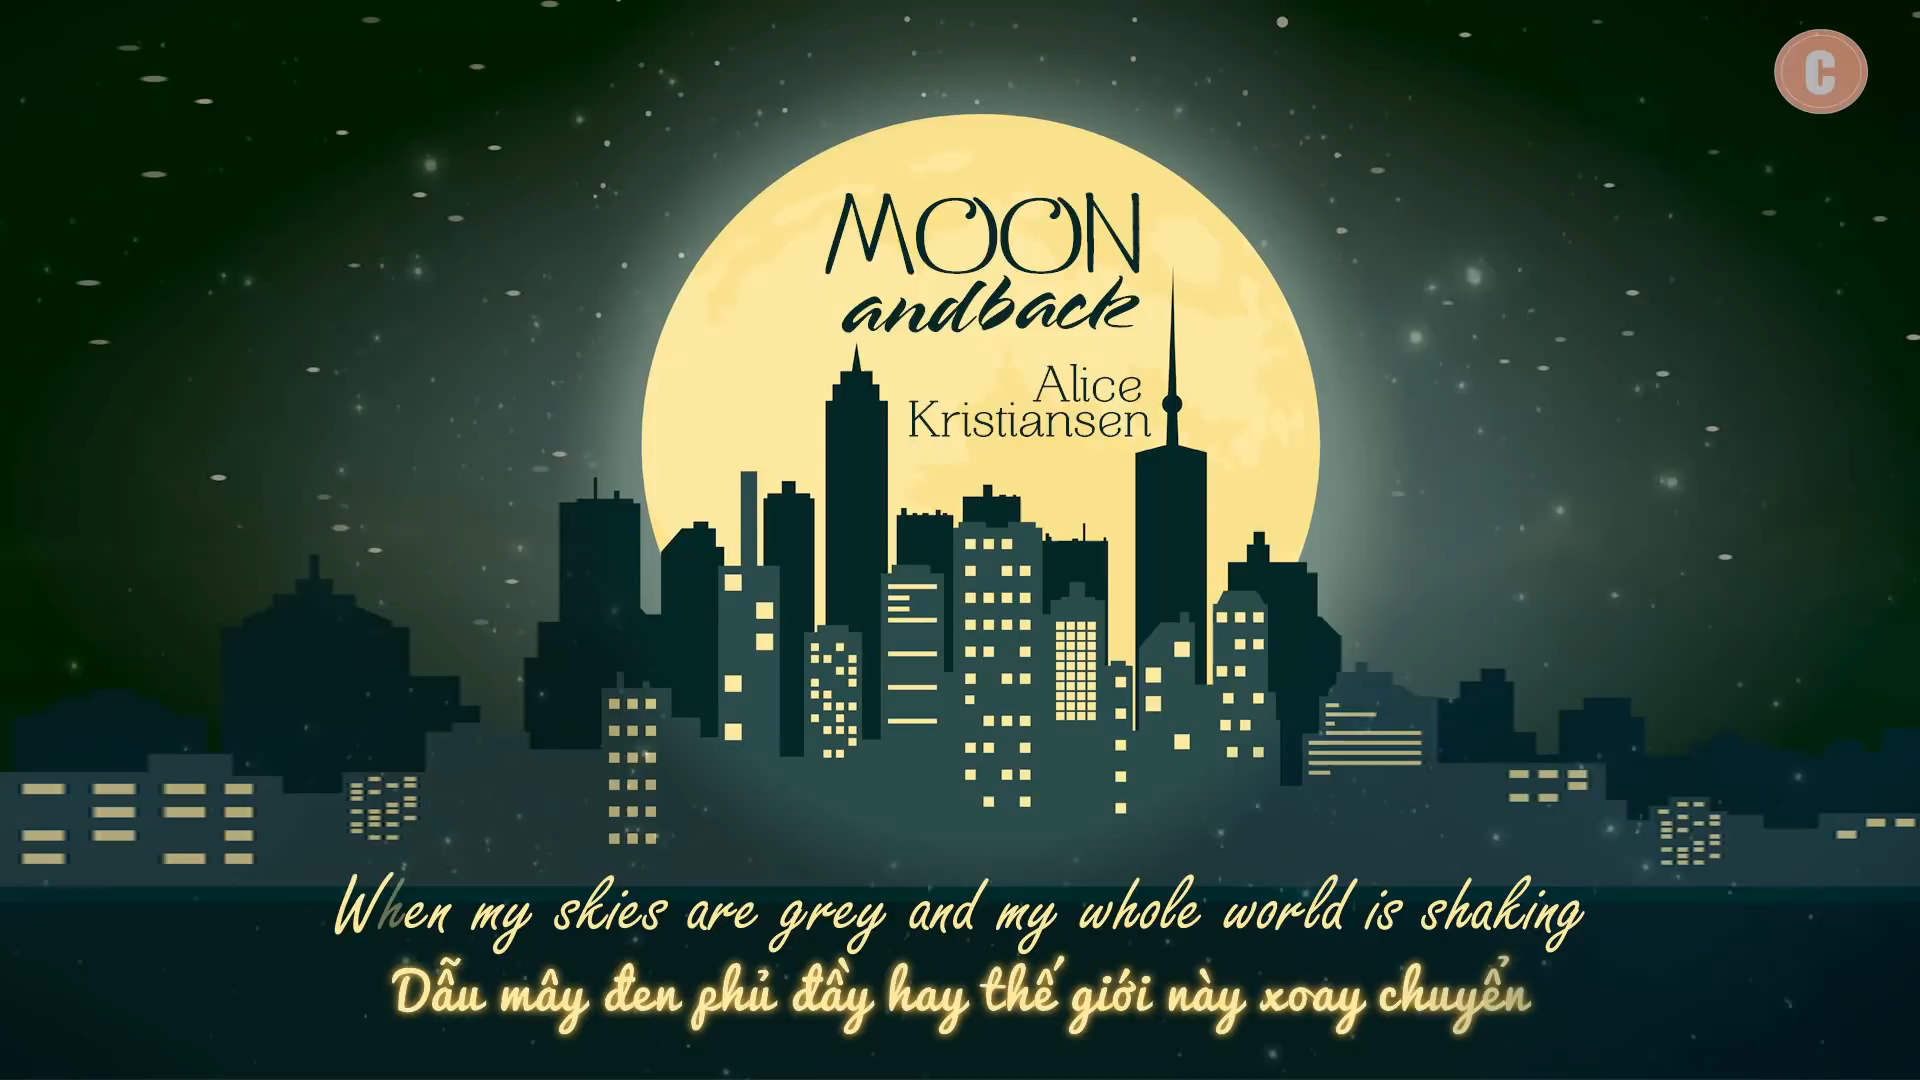 C
MOON
andback
Alice
Kristiansen
When my skies are grey and my whole world is shaking
Dẫu mây đen phủ đầy hay thế giới này xoay chuyển